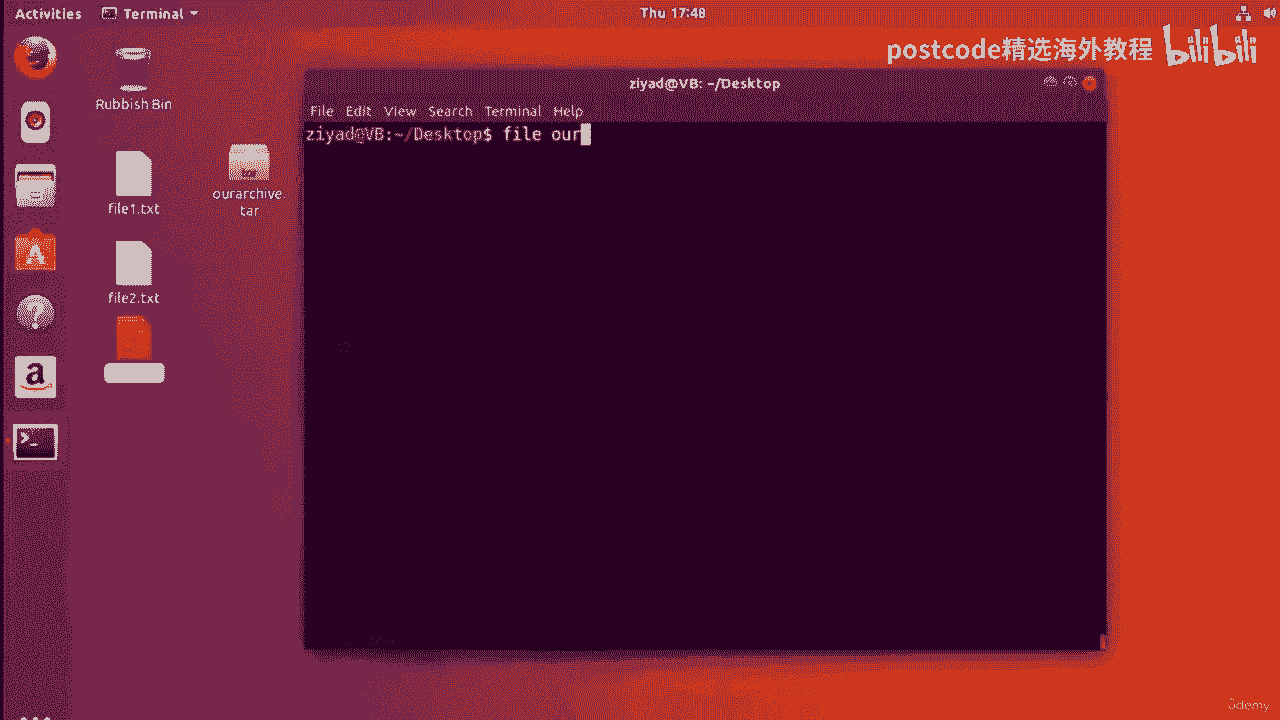 Activities
Terminal
Thu 17:48
postcode精选海外教程 bilibili
Rubbish Bin
file1.txt
file2.txt
ourarchive.
tar
ziyad@VB: ~/Desktop
File Edit View Search Terminal Help
ziyad@VB:~/Desktop$ file our
ûdemy